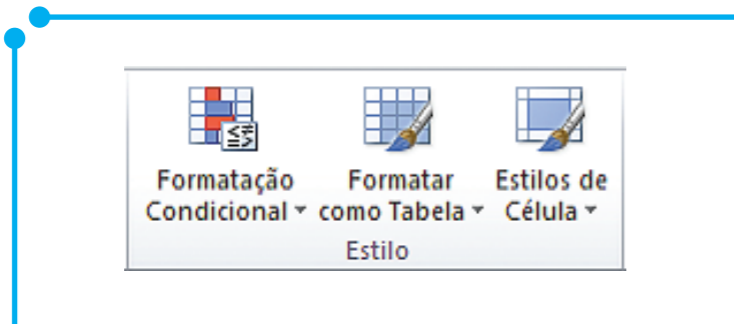 Formatação Formatar Estilos de
Condicional como Tabela Célula
Estilo